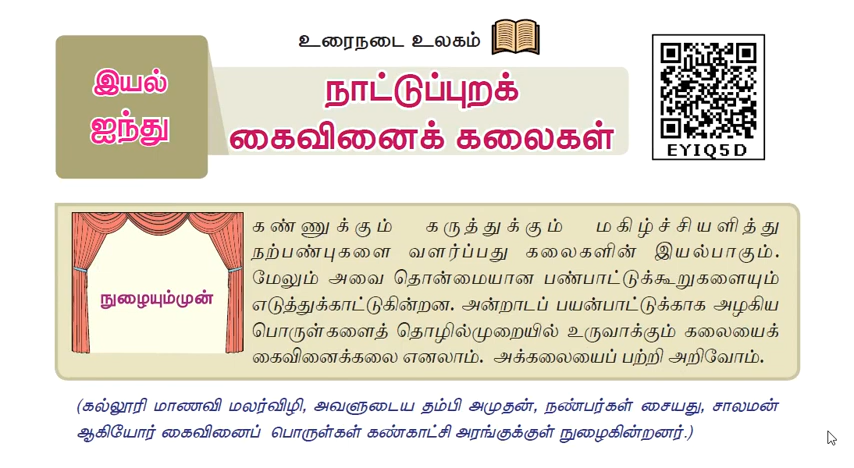 உரைநடை உலகம்
இயல்
ஐந்து
நாட்டுப்புறக்
கைவினைக் கலைகள்
EYIQ5D
நுழையும்முன்
கண்ணுக்கும் கருத்துக்கும் மகிழ்ச்சியளித்து
நற்பண்புகளை வளர்ப்பது கலைகளின் இயல்பாகும்.
மேலும் அவை தொன்மையான பண்பாட்டுக்கூறுகளையும்
எடுத்துக்காட்டுகின்றன. அன்றாடப் பயன்பாட்டுக்காக அழகிய
பொருள்களைத் தொழில்முறையில் உருவாக்கும் கலையைக்
கைவினைக்கலை எனலாம். அக்கலையைப் பற்றி அறிவோம்.
(கல்லூரி மாணவி மலர்விழி, அவளுடைய தம்பி அமுதன், நண்பர்கள் சையது, சாலமன்
ஆகியோர் கைவினைப் பொருள்கள் கண்காட்சி அரங்குக்குள் நுழைகின்றனர்.)